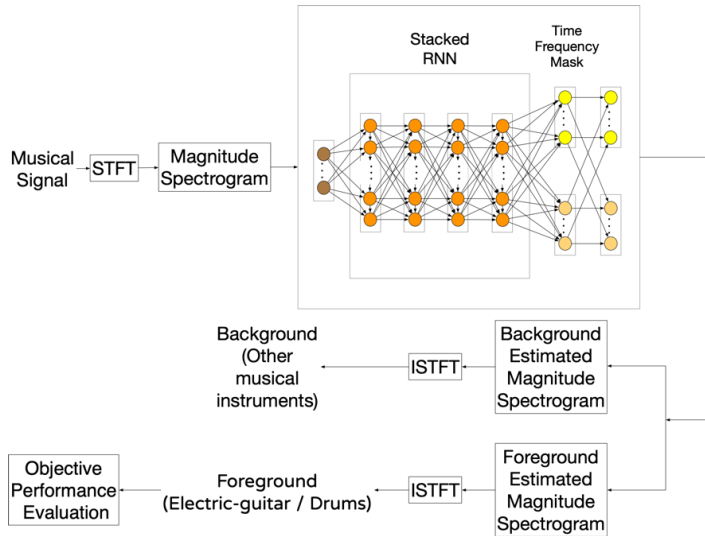 Stacked
RNN
Time
Frequency
Mask
Musical
Signal
STFT
Magnitude
Spectrogram
Background
(Other
musical
instruments)
ISTFT
Background
Estimated
Magnitude
Spectrogram
Objective
Performance
Evaluation
Foreground
(Electric-guitar / Drums)
ISTFT
Foreground
Estimated
Magnitude
Spectrogram